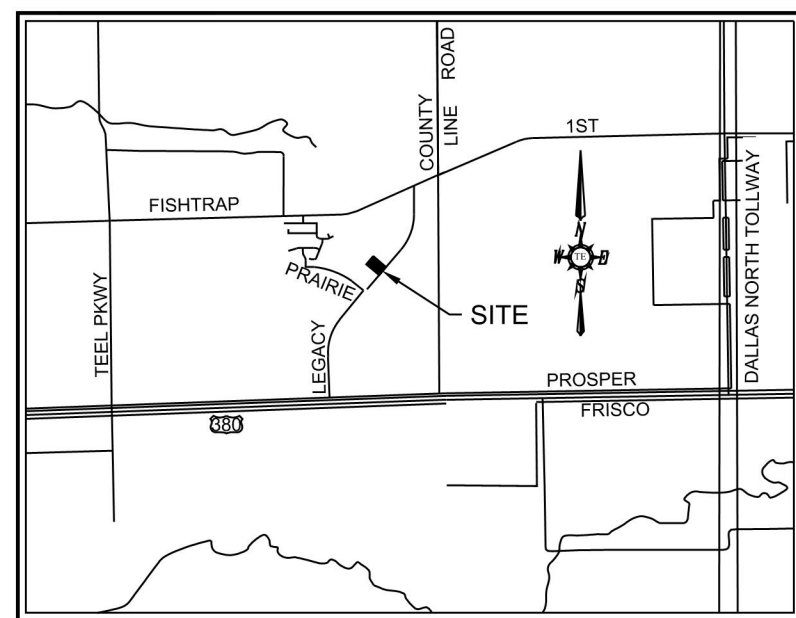 COUNTY LINE ROAD
1ST
FISHTRAP
DALLAS NORTH TOLLWAY
N
W TE E
S
PRAIRIE
SITE
TEEL PKWY
LEGACY
PROSPER
FRISCO
380